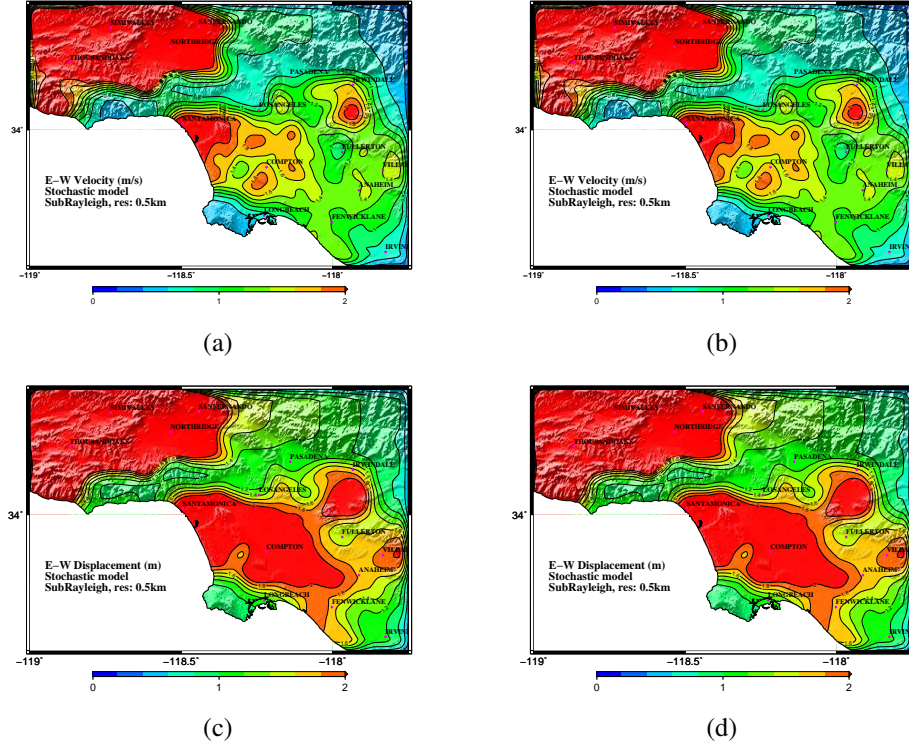 SIMIVALLEY
SANFERNANDO
NORTHRIDGE
THOUSANDOAKS
PASADENA
IRWINDALE
LOSANGELES
SANTAMONICA
34˚
FULLERTON
COMPTON
ANAHEIM
E-W Velocity (m/s)
Stochastic model
SubRayleigh, res: 0.5km
LONGBEACH
FENWICKLANE
-119˚
-118.5˚
-118˚
0
1
2
(a)
SIMIVALLEY
SANFERNANDO
NORTHRIDGE
THOUSANDOAKS
PASADENA
IRWINDALE
LOSANGELES
SANTAMONICA
34˚
FULLERTON
COMPTON
ANAHEIM
E-W Velocity (m/s)
Stochastic model
SubRayleigh, res: 0.5km
LONGBEACH
FENWICKLANE
-119˚
-118.5˚
-118˚
0
1
2
(b)
SIMIVALLEY
SANFERNANDO
NORTHRIDGE
THOUSANDOAKS
PASADENA
IRWINDALE
LOSANGELES
SANTAMONICA
34˚
FULLERTON
COMPTON
ANAHEIM
E-W Displacement (m)
Stochastic model
SubRayleigh, res: 0.5km
LONGBEACH
FENWICKLANE
-119˚
-118.5˚
-118˚
0
1
2
(c)
SIMIVALLEY
SANFERNANDO
NORTHRIDGE
THOUSANDOAKS
PASADENA
IRWINDALE
LOSANGELES
SANTAMONICA
34˚
FULLERTON
COMPTON
ANAHEIM
E-W Displacement (m)
Stochastic model
SubRayleigh, res: 0.5km
LONGBEACH
FENWICKLANE
-119˚
-118.5˚
-118˚
0
1
2
(d)